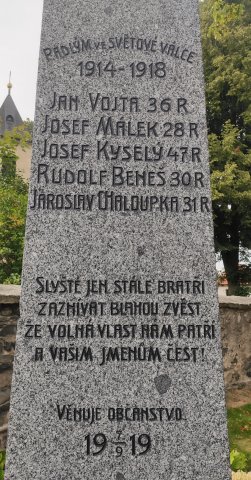 PADLÝM VE SVĚTOVÉ VÁLCE
1914-1918
JAN VOJTA 36 R
JOSEF MÁLEK 28 R
JOSEF KYSELÝ 47 R
RUDOLF BENEŠ 30 R
JAROSLAV CHALOUPKA 31 R
SLYŠTE JEN, STÁLE BRATŘI
ZAZNÍVAT BLAHOU ZVĚST,
ŽE VOLNÁ VLAST NÁM PATŘÍ
A VAŠIM, JMENŮM ČEST!
VĚNUJE OBČANSTVO.
19 7/9 19